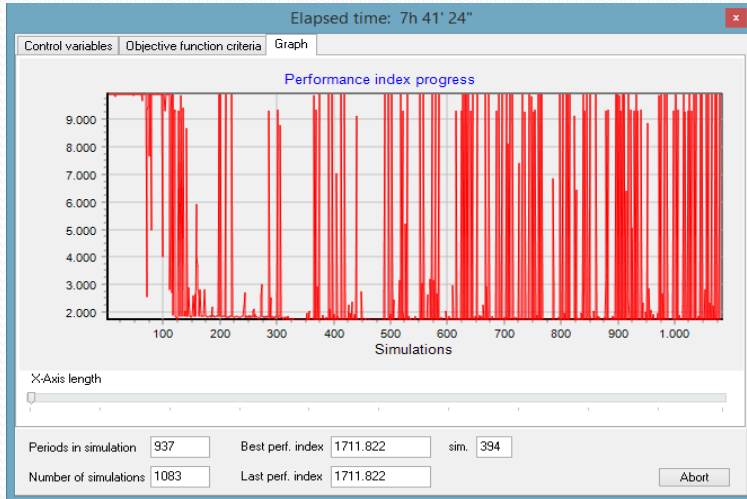 Elapsed time: 7h 41' 24"
x
Control variables Objective function criteria Graph
Performance index progress
9.000
8.000
7.000
6.000
5.000
4.000
3.000
2.000
100 200 300 400 500 600 700 800 900 1.000
Simulations
X-Axis length
Periods in simulation 937 Best perf. index 1711.822 sim. 394
Number of simulations 1083 Last perf. index 1711.822 Abort